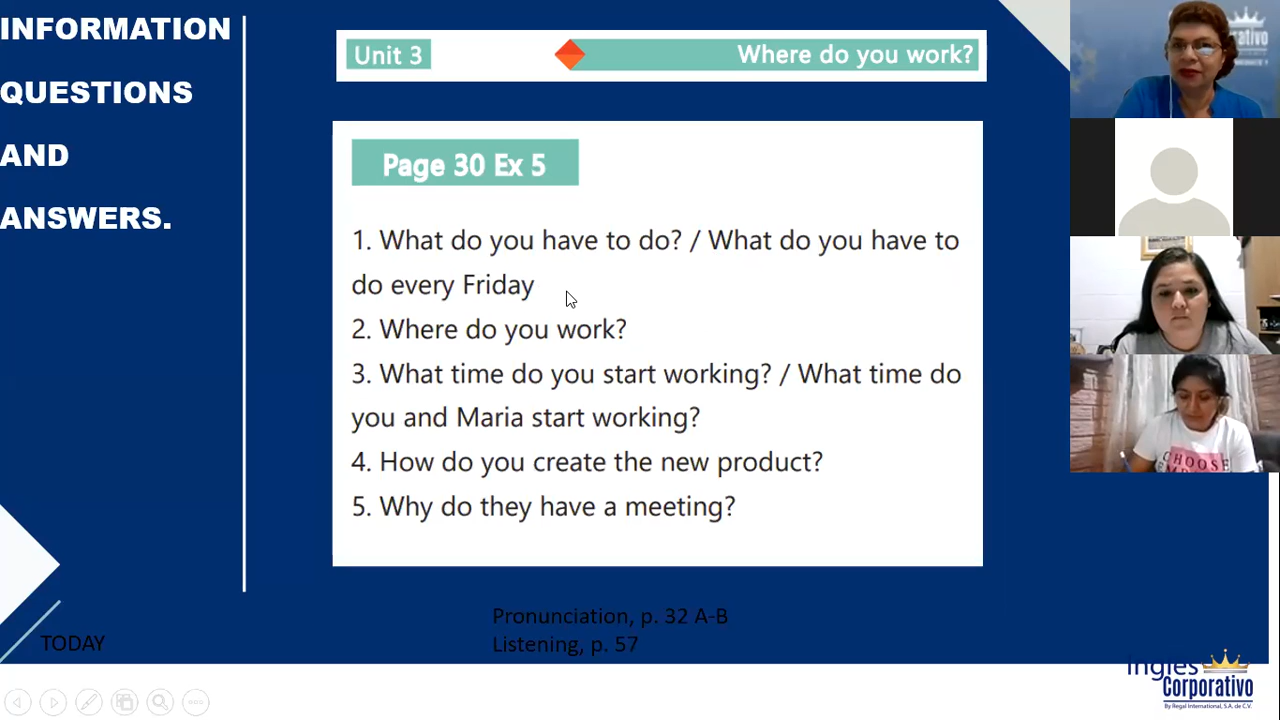 INFORMATION
QUESTIONS
AND
ANSWERS.
Unit 3
Where do you work?
Page 30 Ex 5
1. What do you have to do? / What do you have to
do every Friday
2. Where do you work?
3. What time do you start working? / What time do
you and Maria start working?
4. How do you create the new product?
5. Why do they have a meeting?
Pronunciation, p. 32 A-B
Listening, p. 57
TODAY
Inglés
Corporativo
By Regal International, S.A. de C.V.
CHOOSE